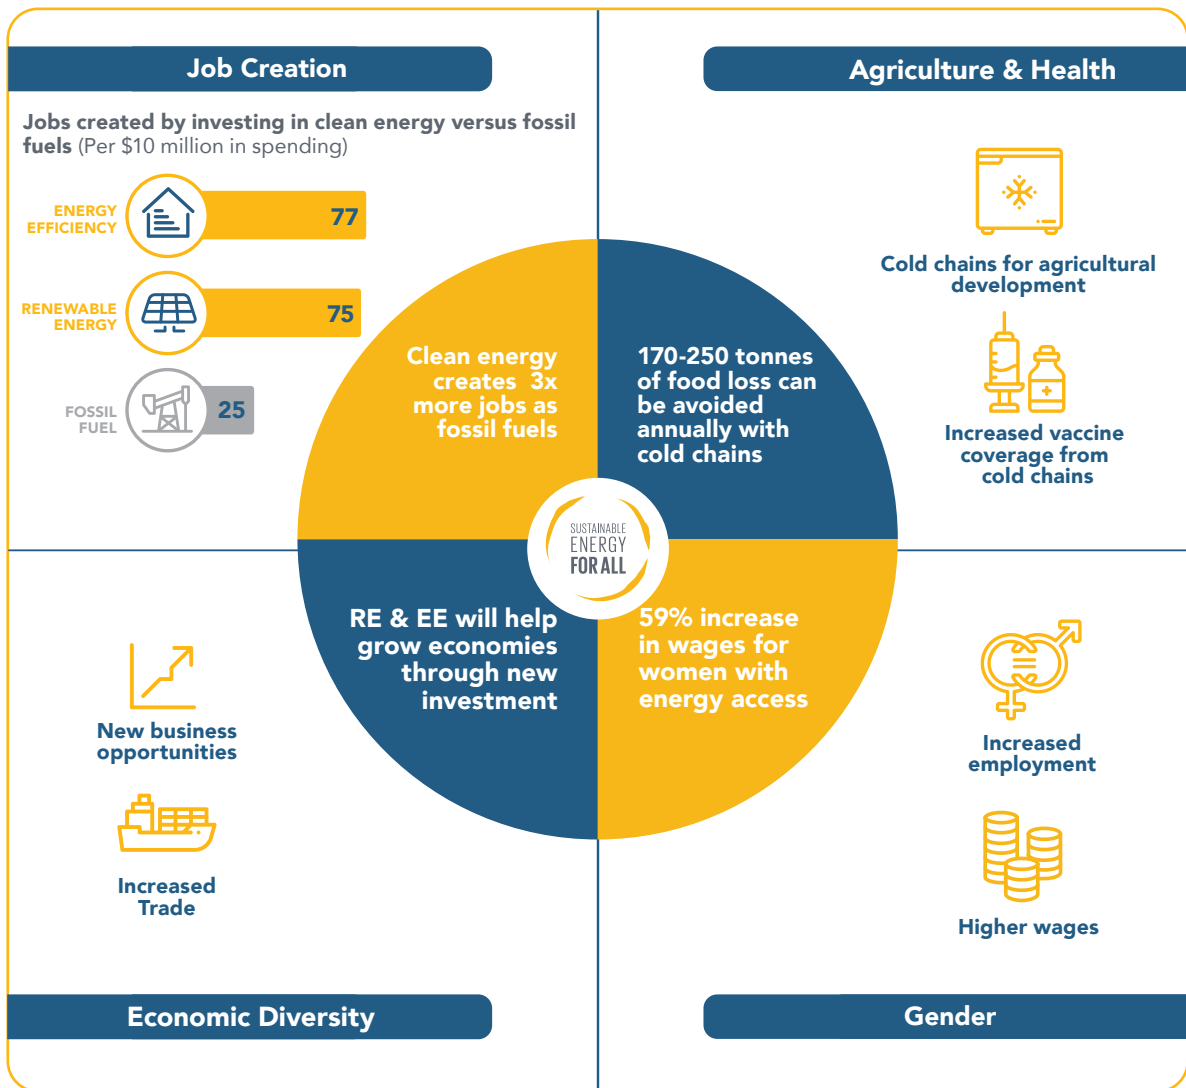 Job Creation
Jobs created by investing in clean energy versus fossil
fuels (Per $10 million in spending)
ENERGY
EFFICIENCY
77
RENEWABLE
ENERGY
75
FOSSIL
FUEL
25
Clean energy
creates 3x
more jobs as
fossil fuels
Agriculture & Health
170-250 tonnes
of food loss can
be avoided
annually with
cold chains
Cold chains for agricultural
development
Increased vaccine
coverage from
cold chains
SUSTAINABLE
ENERGY
FOR ALL
RE & EE will help
grow economies
through new
investment
New business
opportunities
Increased
Trade
Economic Diversity
59% increase
in wages for
women with
energy access
Increased
employment
Higher wages
Gender